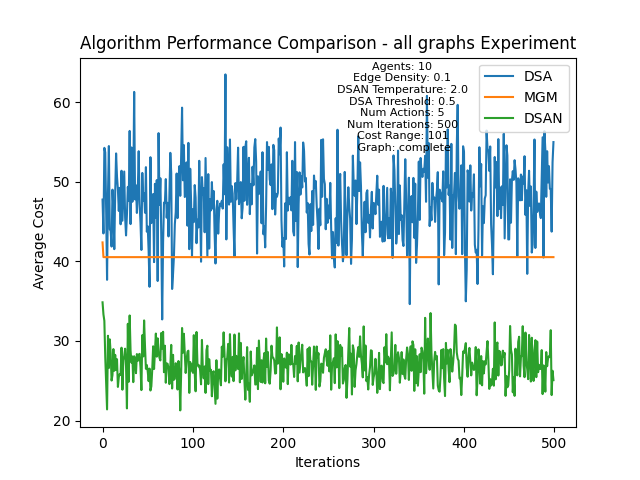 Algorithm Performance Comparison - all graphs Experiment
Agents: 10
Edge Density: 0.1
DSAN Temperature: 2.0
DSA Threshold: 0.5
Num Actions: 5
Num Iterations: 500
Cost Range: 101
Graph: complete
DSA
MGM
DSAN
60
50
40
30
20
Average Cost
0 100 200 300 400 500
Iterations